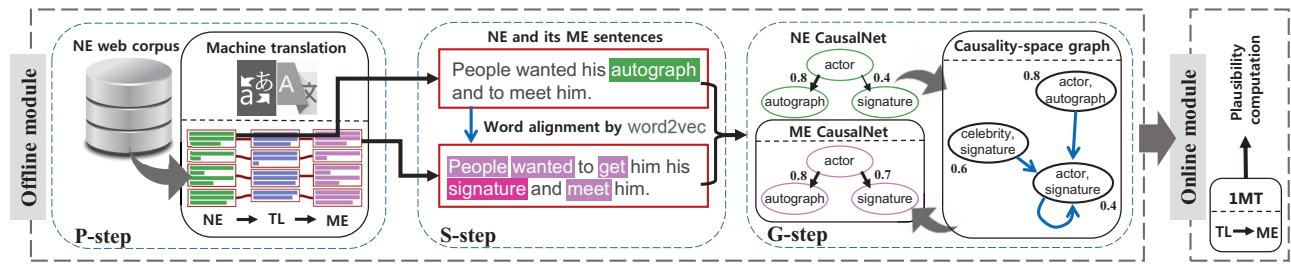 Offline module
NE web corpus
Machine translation
a あ A 文
NE TL ME
P-step
NE and its ME sentences
People wanted his autograph
and to meet him.
Word alignment by word2vec
People wanted to get him his
signature and meet him.
S-step
NE CausalNet
actor
0.8 0.4
autograph signature
ME CausalNet
actor
0.8 0.7
autograph signature
G-step
Causality-space graph
0.8
actor,
autograph
celebrity,
signature
0.6
actor,
signature
0.4
Online module
Plausibility
computation
1MT
TL ME